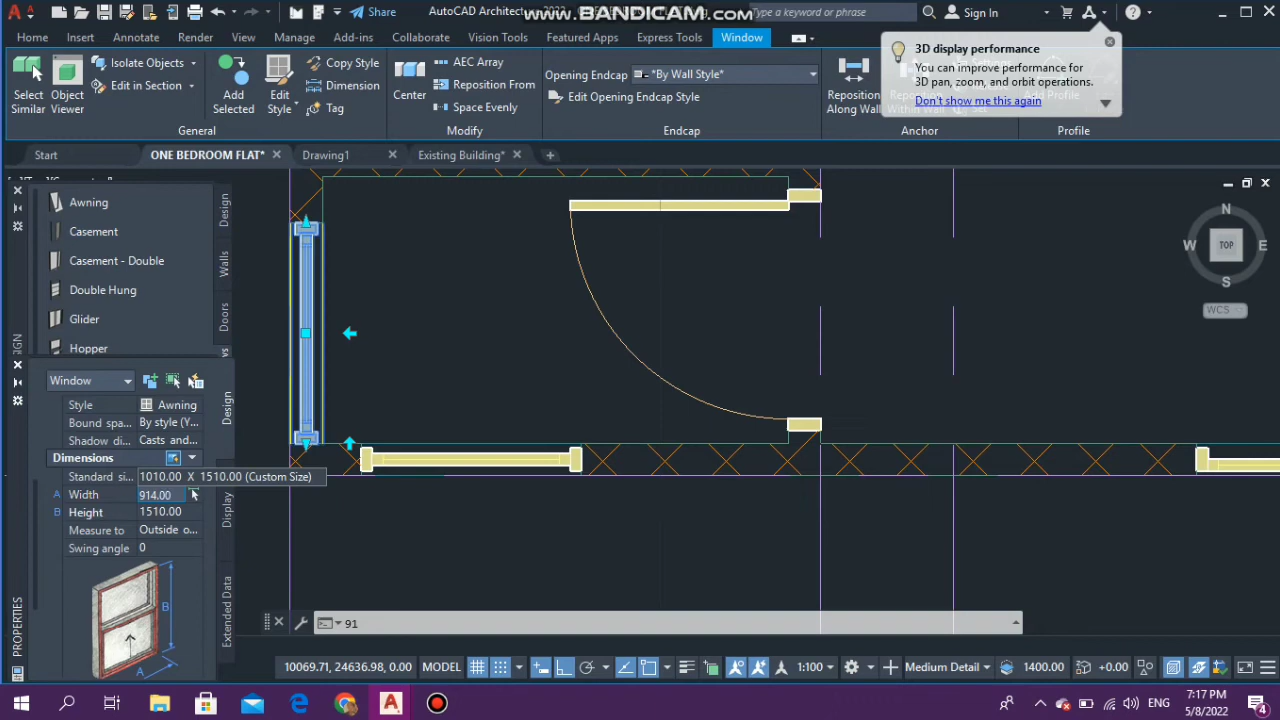 Share
AutoCAD Architecture 2023
www.BANDICAM.com
Type a keyword or phrase
Sign In
Home
Insert
Annotate
Render
View
Manage
Add-ins
Collaborate
Vision Tools
Featured Apps
Express Tools
Window
Select Similar
Object Viewer
Isolate Objects
Edit in Section
General
Add Selected
Edit Style
Copy Style
Dimension
Tag
Center
AEC Array
Reposition From
Space Evenly
Modify
Opening Endcap
*By Wall Style*
Edit Opening Endcap Style
Endcap
Reposition Along Wall
Anchor
Add Profile
Profile
3D display performance
You can improve performance for
3D pan, zoom, and orbit operations.
Don't show me this again
Start
ONE BEDROOM FLAT*
Drawing1
Existing Building*
Awning
Casement
Casement - Double
Double Hung
Glider
Hopper
Design
Walls
Doors
N
W
TOP
E
S
WCS
Window
Style
Awning
Bound spa...
By style (Y...
Shadow di...
Casts and...
Dimensions
Standard si...
1010.00 X 1510.00 (Custom Size)
A
Width
914.00
B
Height
1510.00
Measure to
Outside o...
Swing angle
0
B
A
Design
Display
Extended Data
PROPERTIES
91
10069.71, 24636.98, 0.00
MODEL
1:100
Medium Detail
1400.00
+0.00
ENG
7:17 PM
5/8/2022
4